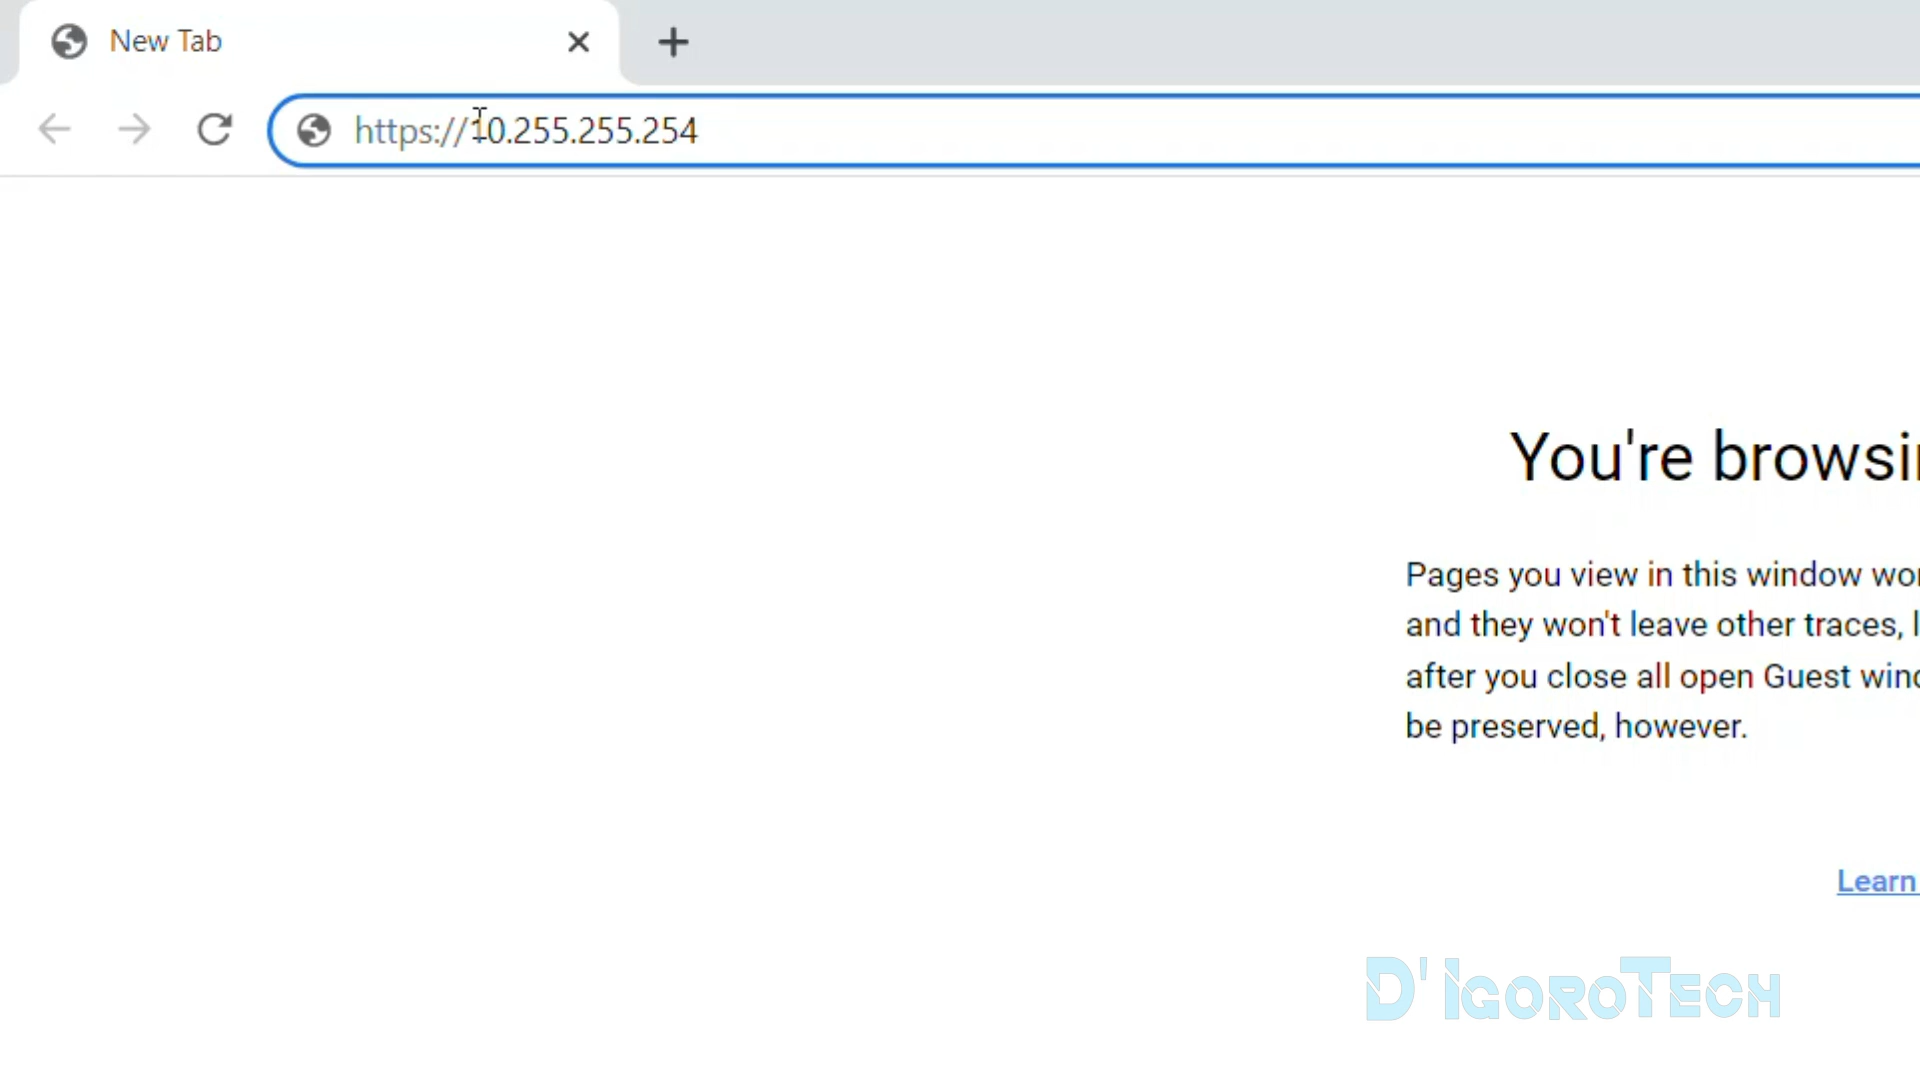 New Tab
https://10.255.255.254
You're browsi
Pages you view in this window wo
and they won't leave other traces, l
after you close all open Guest win
be preserved, however.
Learn
D'IGOROTECH